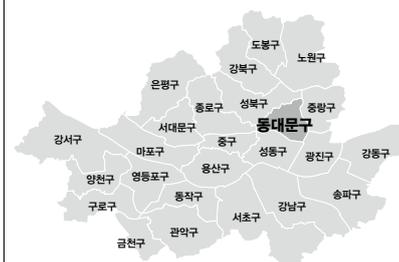 도봉구
노원구
강북구
은평구
성북구
종로구
중랑구
동대문구
서대문구
강서구
중구
마포구
성동구
광진구
강동구
용산구
양천구
영등포구
동작구
송파구
구로구
강남구
서초구
관악구
금천구